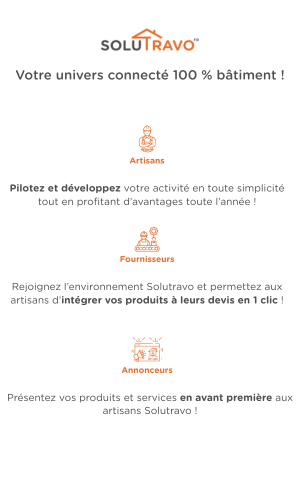 SOLUTRAVO
Votre univers connecté 100 % bâtiment !
Artisans
Pilotez et développez votre activité en toute simplicité
tout en profitant d'avantages toute l'année !
Fournisseurs
Rejoignez l'environnement Solutravo et permettez aux
artisans d'intégrer vos produits à leurs devis en 1 clic !
Annonceurs
Présentez vos produits et services en avant première aux
artisans Solutravo !